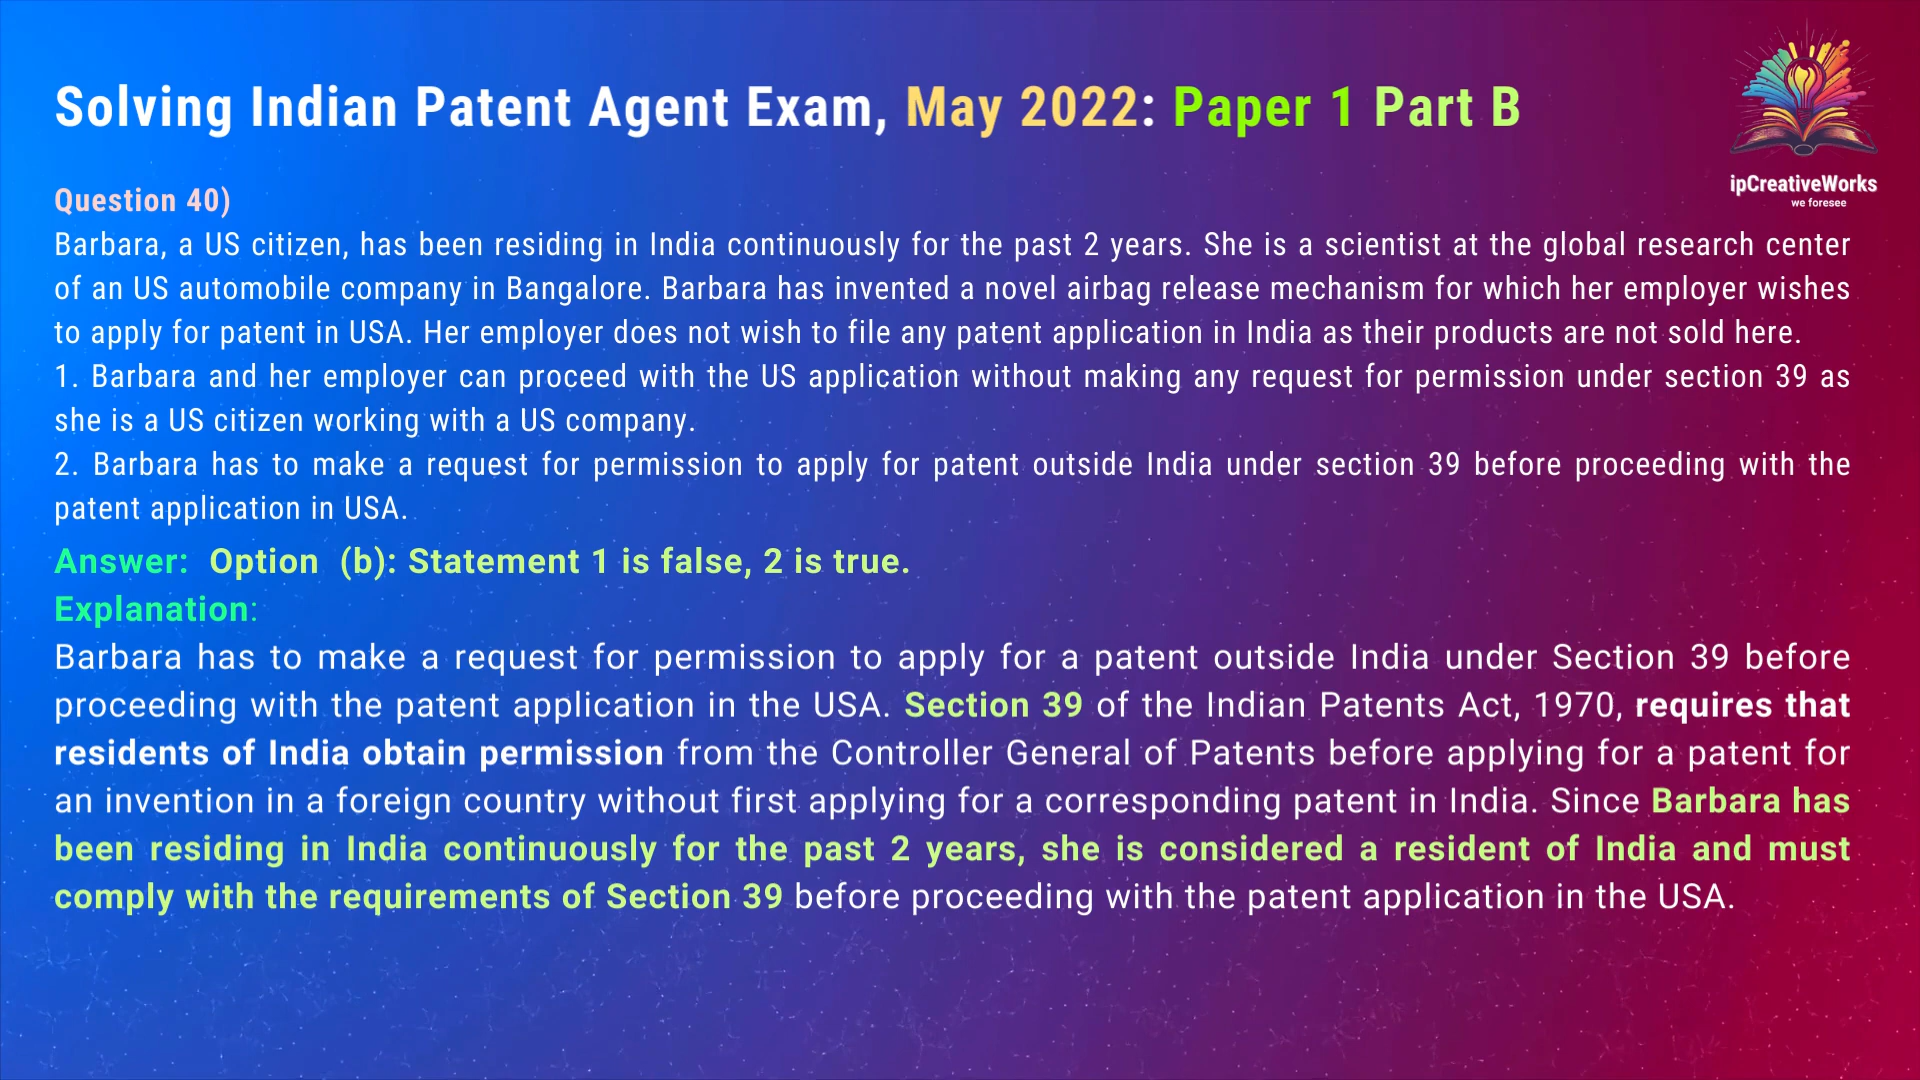 Solving Indian Patent Agent Exam, May 2022: Paper 1 Part B
ipCreativeWorks
we foresee
Question 40)
Barbara, a US citizen, has been residing in India continuously for the past 2 years. She is a scientist at the global research center
of an US automobile company in Bangalore. Barbara has invented a novel airbag release mechanism for which her employer wishes
to apply for patent in USA. Her employer does not wish to file any patent application in India as their products are not sold here.
1. Barbara and her employer can proceed with the US application without making any request for permission under section 39 as
she is a US citizen working with a US company.
2. Barbara has to make a request for permission to apply for patent outside India under section 39 before proceeding with the
patent application in USA.
Answer: Option (b): Statement 1 is false, 2 is true.
Explanation:
Barbara has to make a request for permission to apply for a patent outside India under Section 39 before
proceeding with the patent application in the USA. Section 39 of the Indian Patents Act, 1970, requires that
residents of India obtain permission from the Controller General of Patents before applying for a patent for
an invention in a foreign country without first applying for a corresponding patent in India. Since Barbara has
been residing in India continuously for the past 2 years, she is considered a resident of India and must
comply with the requirements of Section 39 before proceeding with the patent application in the USA.